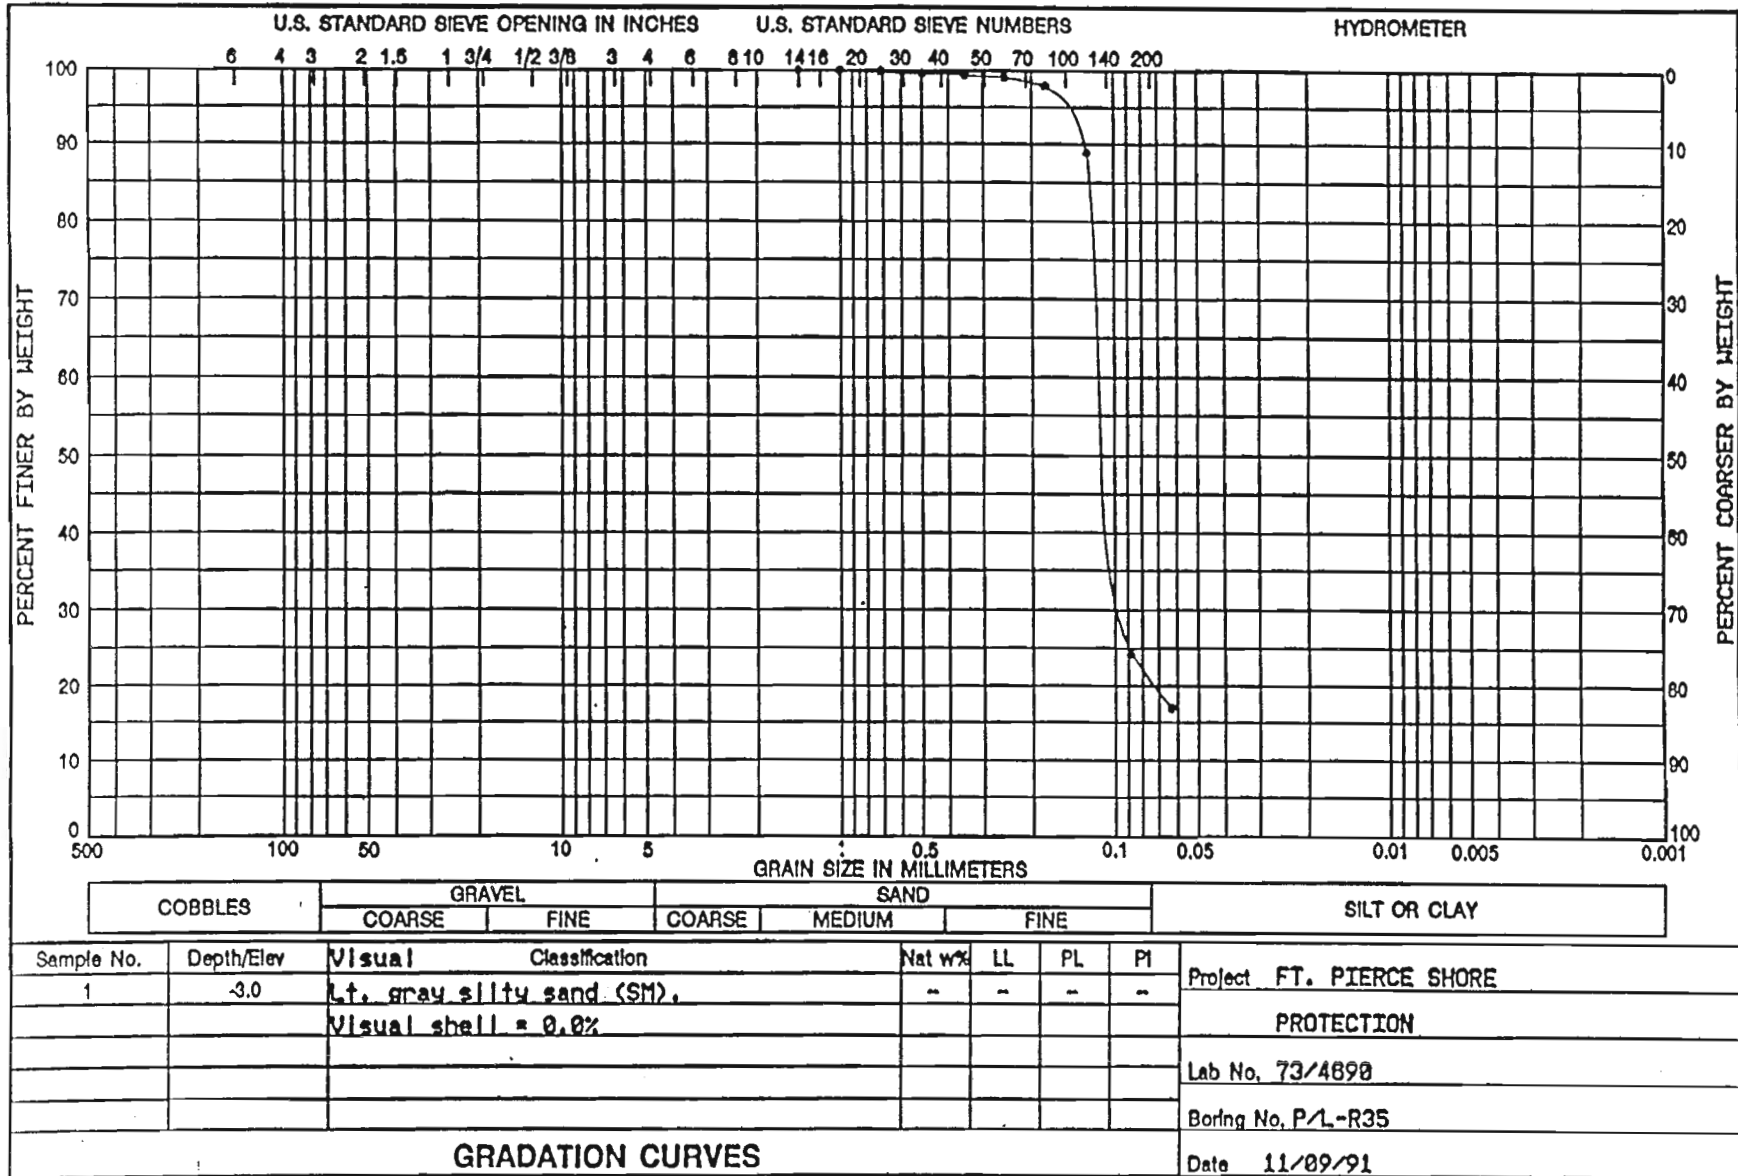 U.S. STANDARD SIEVE OPENING IN INCHES U.S. STANDARD SIEVE NUMBERS HYDROMETER
6 4 3 2 1.5 1 3/4 1/2 3/8 3 4 6 8 10 14 16 20 30 40 50 70 100 140 200
100 0
90 10
80 20
70 30
60 40
50 50
40 60
30 70
20 80
10 90
0 100
PERCENT FINER BY WEIGHT
PERCENT COARSER BY WEIGHT
500 100 50 10 5 1 0.5 0.1 0.05 0.01 0.005 0.001
GRAIN SIZE IN MILLIMETERS
COBBLES GRAVEL SAND SILT OR CLAY
COARSE FINE COARSE MEDIUM FINE
Sample No. Depth/Elev Visual Classification Nat w% LL PL PI
1 -3.0 Lt. gray silty sand (SM). - - - -
Visual shell = 0.0%
Project FT. PIERCE SHORE
PROTECTION
Lab No. 73/4690
Boring No. P/L-R35
Date 11/09/91
GRADATION CURVES